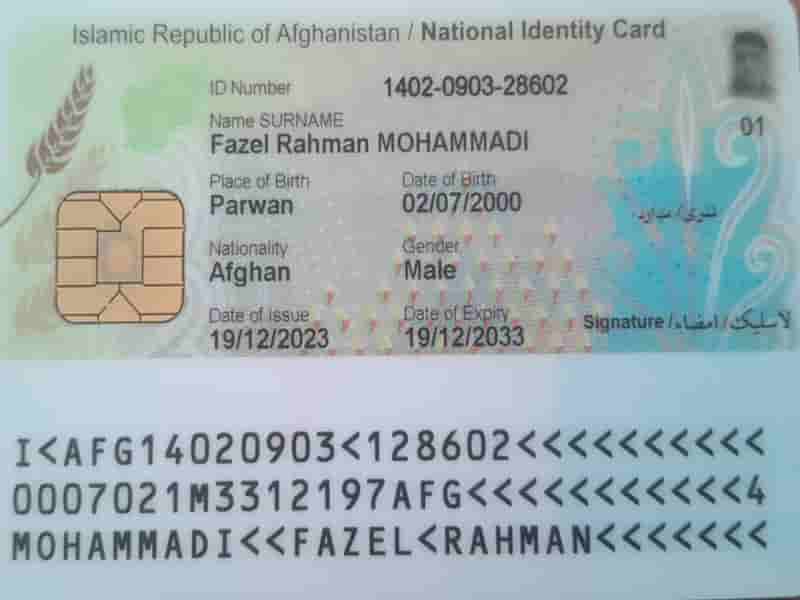 Islamic Republic of Afghanistan / National Identity Card
ID Number 1402-0903-28602
Name SURNAME
Fazel Rahman MOHAMMADI
01
Place of Birth Date of Birth
Parwan 02/07/2000
Nationality Gender
Afghan Male
Date of Issue Date of Expiry
19/12/2023 19/12/2033
Signature / امضاء / لاسلیک
I<AFG14020903<128602<<<<<<<<<<
0007021M3312197AFG<<<<<<<<<<<4
MOHAMMADI<<FAZEL<RAHMAN<<<<<<<